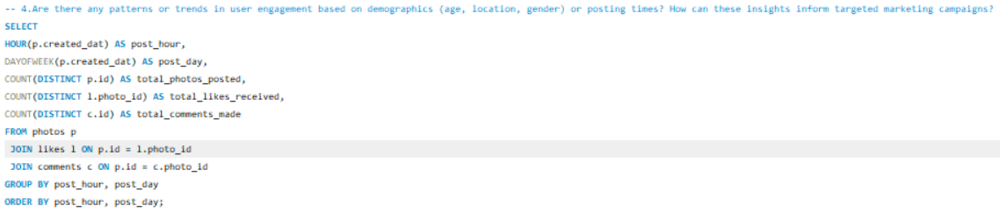 -- 4.Are there any patterns or trends in user engagement based on demographics (age, location, gender) or posting times? How can these insights inform targeted marketing campaigns?
SELECT
HOUR(p.created_dat) AS post_hour,
DAYOFWEEK(p.created_dat) AS post_day,
COUNT(DISTINCT p.id) AS total_photos_posted,
COUNT(DISTINCT l.photo_id) AS total_likes_received,
COUNT(DISTINCT c.id) AS total_comments_made
FROM photos p
JOIN likes l ON p.id = l.photo_id
JOIN comments c ON p.id = c.photo_id
GROUP BY post_hour, post_day
ORDER BY post_hour, post_day;